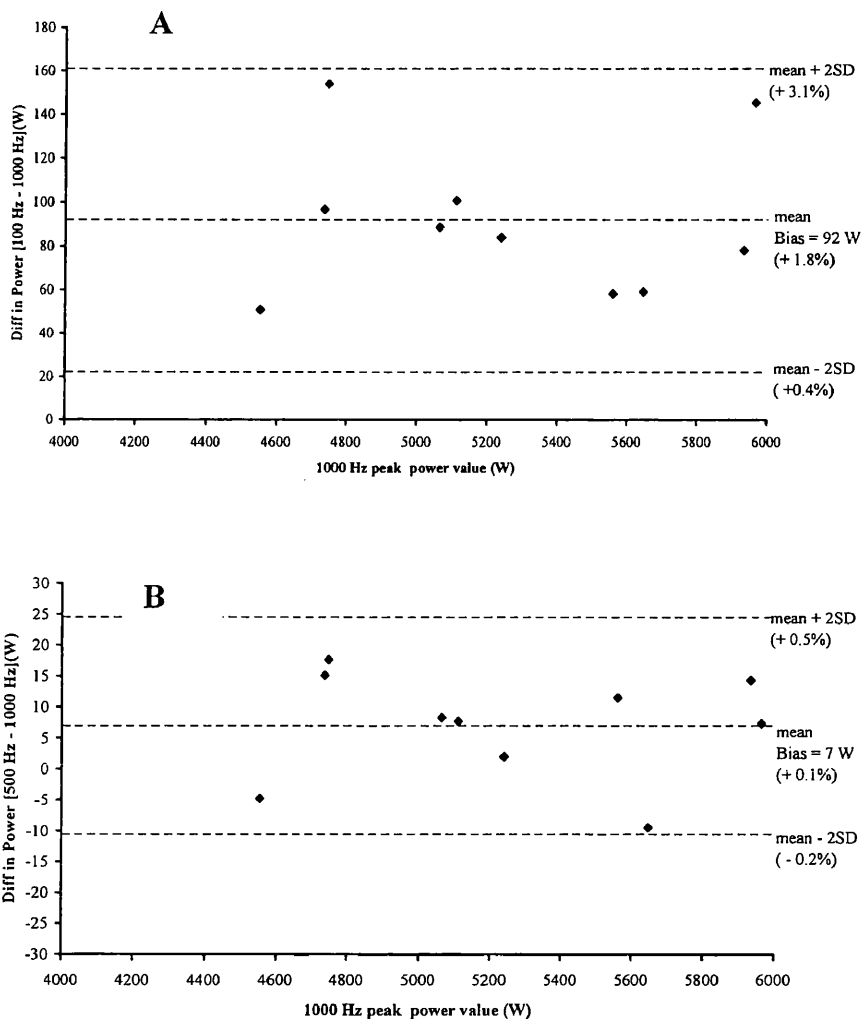 A
180
160
140
120
100
80
60
40
20
0
Diff in Power [100 Hz - 1000 Hz](W)
mean + 2SD
(+ 3.1%)
mean
Bias = 92 W
(+ 1.8%)
mean - 2SD
( +0.4%)
4000 4200 4400 4600 4800 5000 5200 5400 5600 5800 6000
1000 Hz peak power value (W)
B
30
25
20
15
10
5
0
-5
-10
-15
-20
-25
-30
Diff in Power [500 Hz - 1000 Hz](W)
mean + 2SD
(+ 0.5%)
mean
Bias = 7 W
(+ 0.1%)
mean - 2SD
( - 0.2%)
4000 4200 4400 4600 4800 5000 5200 5400 5600 5800 6000
1000 Hz peak power value (W)